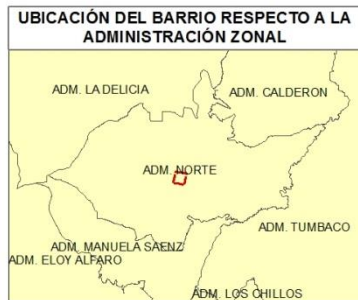 UBICACIÓN DEL BARRIO RESPECTO A LA
ADMINISTRACIÓN ZONAL
ADM. LA DELICIA
ADM. CALDERON
ADM. NORTE
ADM. TUMBACO
ADM. MANUELA SAENZ
ADM. ELOY ALFARO
ADM. LOS CHILLOS